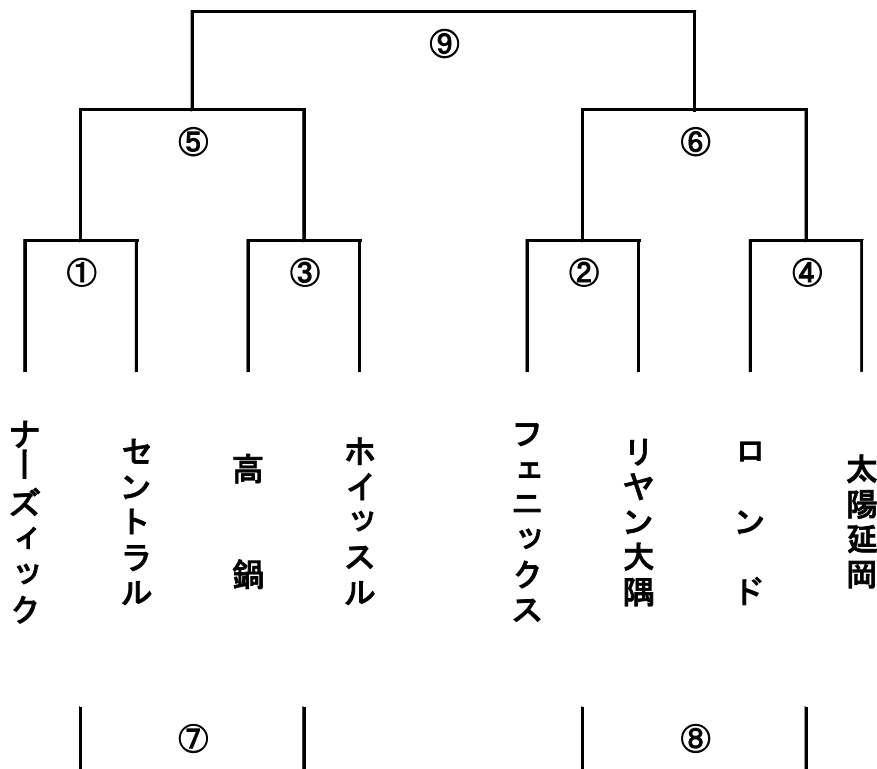 ⑨
⑤
⑥
①
③
②
④
ナーズィック
セントラル
高鍋
ホイッスル
フェニックス
リヤン大隅
ロンド
太陽延岡
⑦
⑧